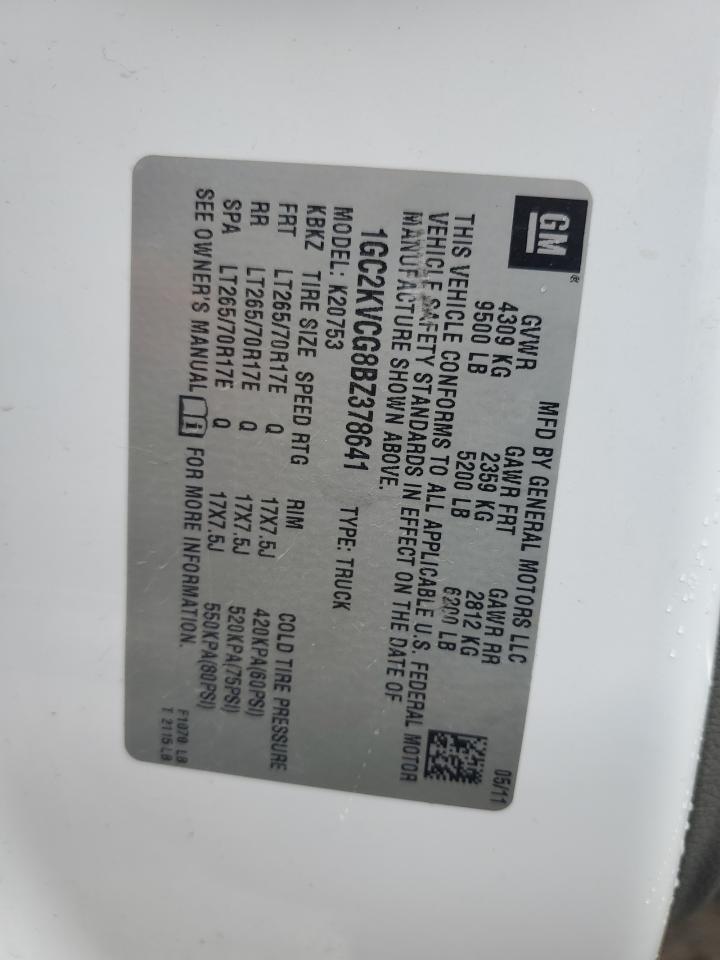 GM®
MFD BY GENERAL MOTORS LLC 05/11
GVWR GAWR FRT GAWR RR
4309 KG 2359 KG 2812 KG
9500 LB 5200 LB 6200 LB
THIS VEHICLE CONFORMS TO ALL APPLICABLE U.S. FEDERAL MOTOR
VEHICLE SAFETY STANDARDS IN EFFECT ON THE DATE OF
MANUFACTURE SHOWN ABOVE.
1GC2KVCG8BZ378641 TYPE: TRUCK
MODEL: K20753
KBKZ TIRE SIZE SPEED RTG RIM COLD TIRE PRESSURE
FRT LT265/70R17E Q 17X7.5J 420KPA(60PSI)
RR LT265/70R17E Q 17X7.5J 520KPA(75PSI)
SPA LT265/70R17E Q 17X7.5J 550KPA(80PSI)
SEE OWNER'S MANUAL FOR MORE INFORMATION.
F1070 LB
T 2115 LB